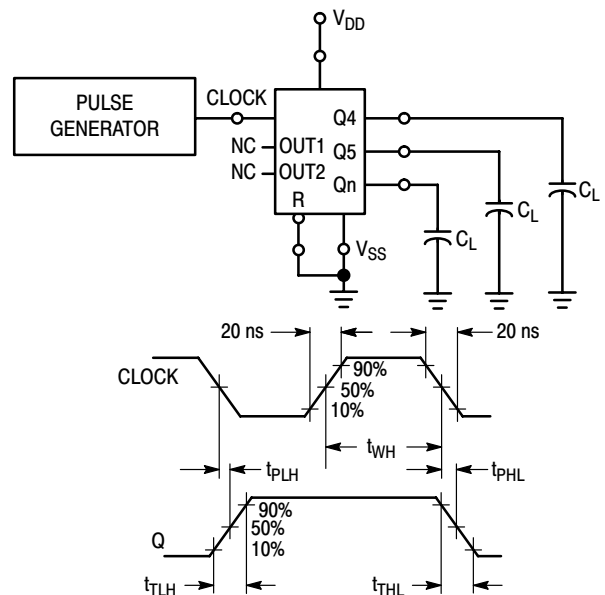 VDD
PULSE
GENERATOR
CLOCK
NC OUT1
NC OUT2
R
Q4
Q5
Qn
CL
CL
CL
VSS
20 ns
20 ns
CLOCK
90%
50%
10%
tWH
tPLH
tPHL
Q
90%
50%
10%
tTLH
tTHL